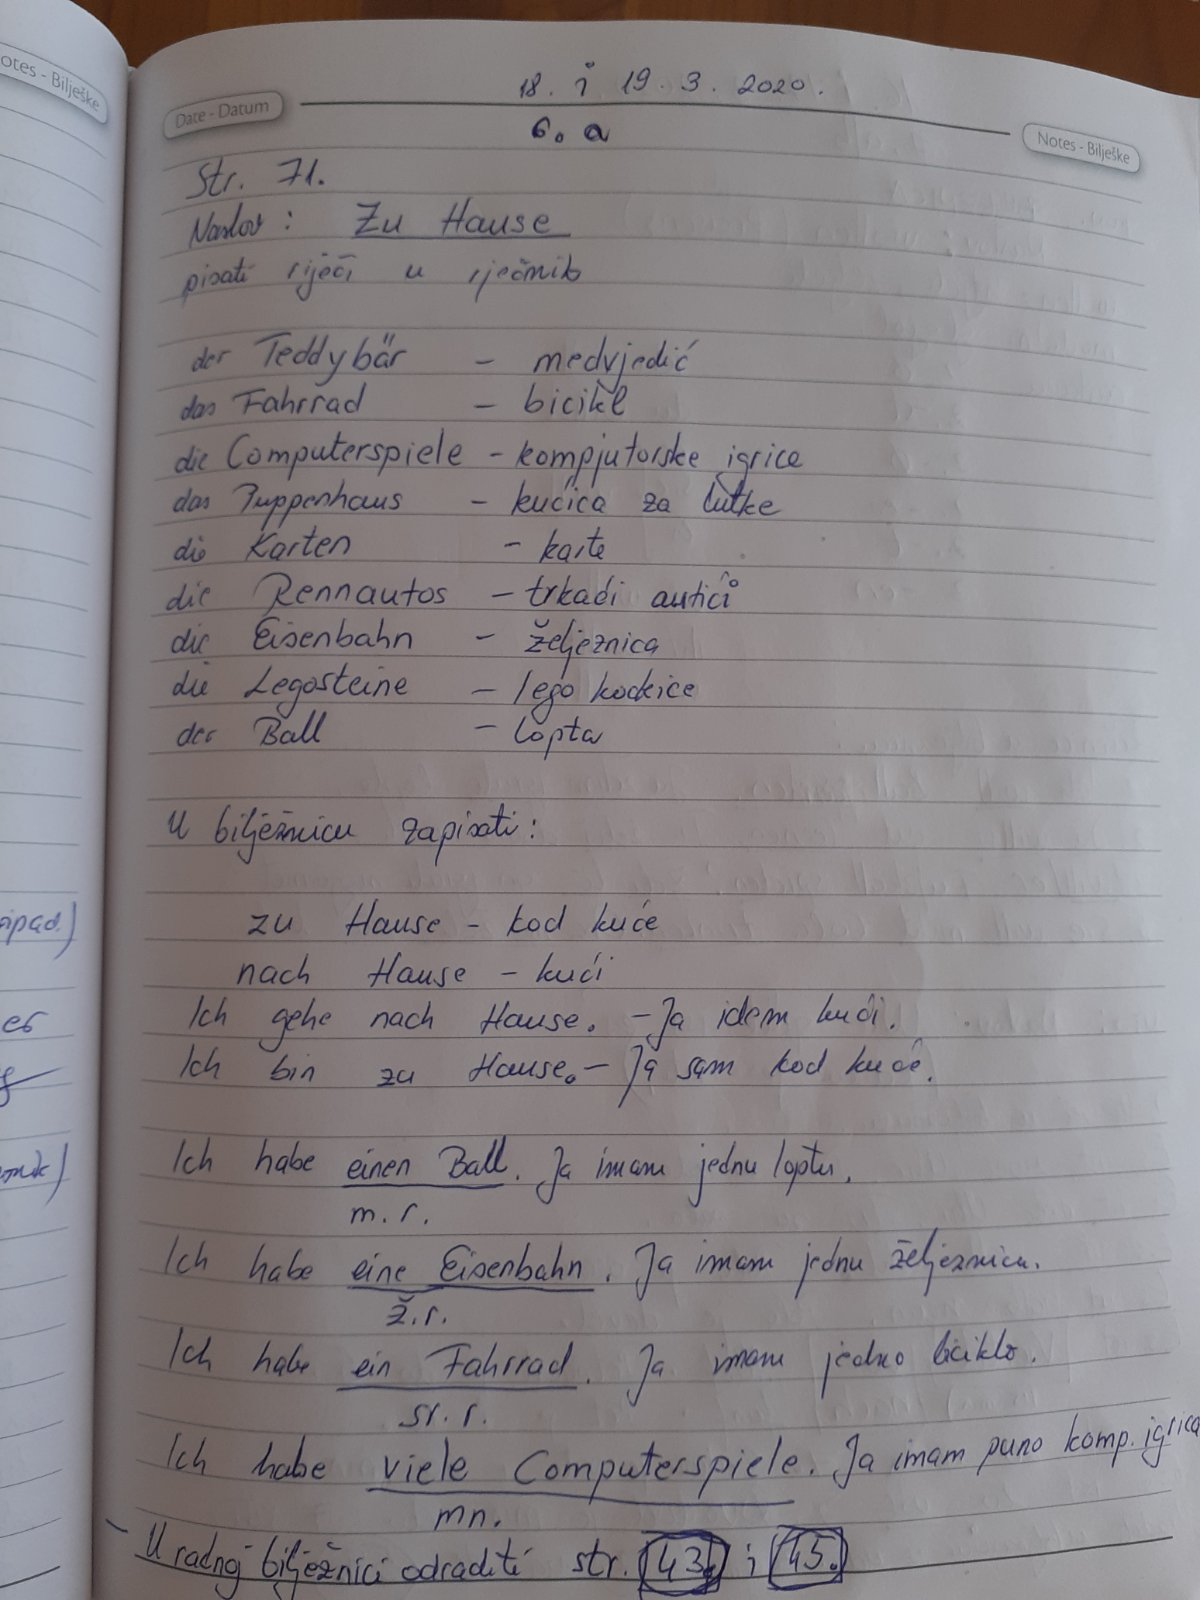 otes - Bilješke
18. i 19. 3. 2020.
Date - Datum
Notes - Bilješke
6. a
Str. 71.
Naslov: Zu Hause
pisati riječi u rječnik
der Teddybär - medvjedić
das Fahrrad - bicikl
die Computerspiele - kompjutorske igrice
das Puppenhaus - kućica za lutke
die Karten - karte
die Rennautos - trkaći autići
die Eisenbahn - željeznica
die Legosteine - lego kockice
der Ball - lopta
U bilježnicu zapisati:
zu Hause - kod kuće
nach Hause - kući
Ich gehe nach Hause. - Ja idem kući.
Ich bin zu Hause. - Ja sam kod kuće.
Ich habe einen Ball. Ja imam jednu loptu.
m. r.
Ich habe eine Eisenbahn. Ja imam jednu željeznicu.
ž. r.
Ich habe ein Fahrrad. Ja imam jedno biciklo.
sr. r.
Ich habe viele Computerspiele. Ja imam puno komp. igrica
mn.
- U radnoj bilježnici odraditi str. 43. i 45.